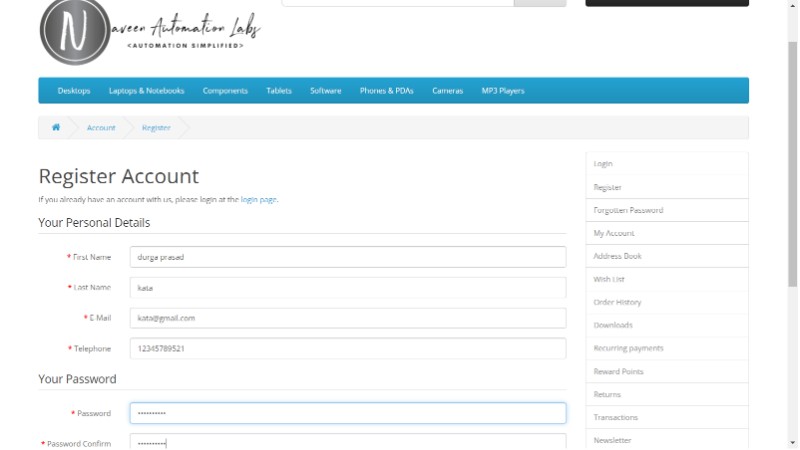 N
aveen Automation Labs
<AUTOMATION SIMPLIFIED>
Desktops Laptops & Notebooks Components Tablets Software Phones & PDAs Cameras MP3 Players
Account Register
Register Account
If you already have an account with us, please login at the login page.
Your Personal Details
* First Name durga prasad
* Last Name kata
* E-Mail kata@gmail.com
* Telephone 12345789521
Your Password
* Password ••••••••••
* Password Confirm ••••••••••
Login
Register
Forgotten Password
My Account
Address Book
Wish List
Order History
Downloads
Recurring payments
Reward Points
Returns
Transactions
Newsletter